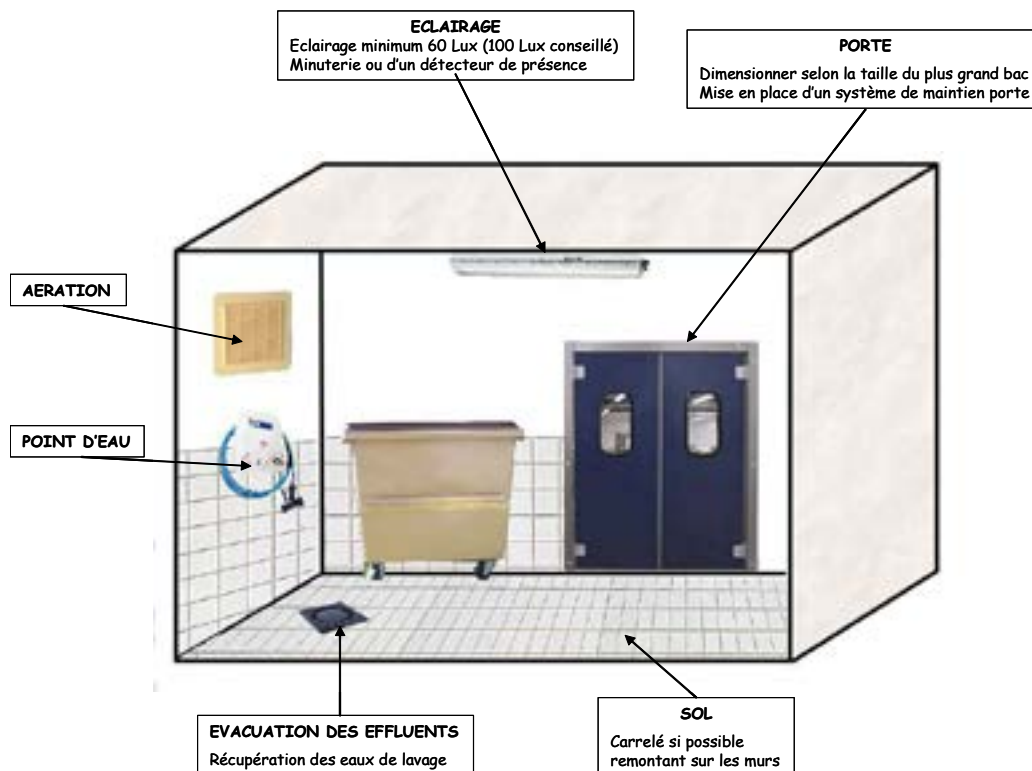 ECLAIRAGE
Eclairage minimum 60 Lux (100 Lux conseillé)
Minuterie ou d'un détecteur de présence
PORTE
Dimensionner selon la taille du plus grand bac
Mise en place d'un système de maintien porte
AERATION
POINT D'EAU
EVACUATION DES EFFLUENTS
Récupération des eaux de lavage
SOL
Carrelé si possible
remontant sur les murs